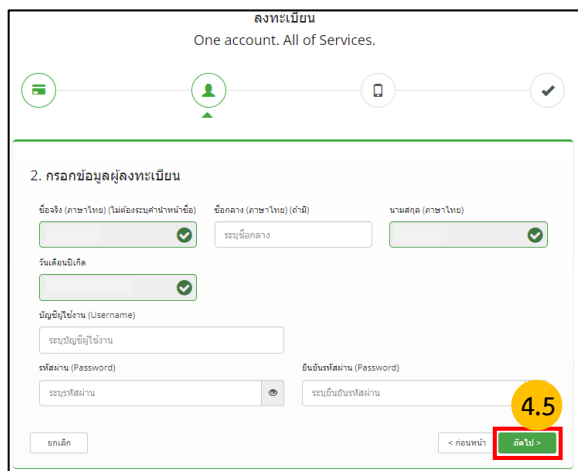 ลงทะเบียน
One account. All of Services.
2. กรอกข้อมูลผู้ลงทะเบียน
ชื่อจริง (ภาษาไทย) (ไม่ต้องระบุคำนำหน้าชื่อ) ชื่อกลาง (ภาษาไทย) (ถ้ามี) นามสกุล (ภาษาไทย)
ระบุชื่อกลาง
วันเดือนปีเกิด
บัญชีผู้ใช้งาน (Username)
ระบุบัญชีผู้ใช้งาน
รหัสผ่าน (Password) ยืนยันรหัสผ่าน (Password)
ระบุรหัสผ่าน ระบุยืนยันรหัสผ่าน
4.5
ยกเลิก < ก่อนหน้า ถัดไป >